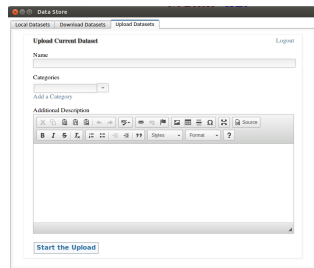 Data Store
Local Datasets Download Datasets Upload Datasets
Upload Current Dataset Logout
Name
Categories
Add a Category
Additional Description
Source
B I S Ix Styles Format ?
Start the Upload